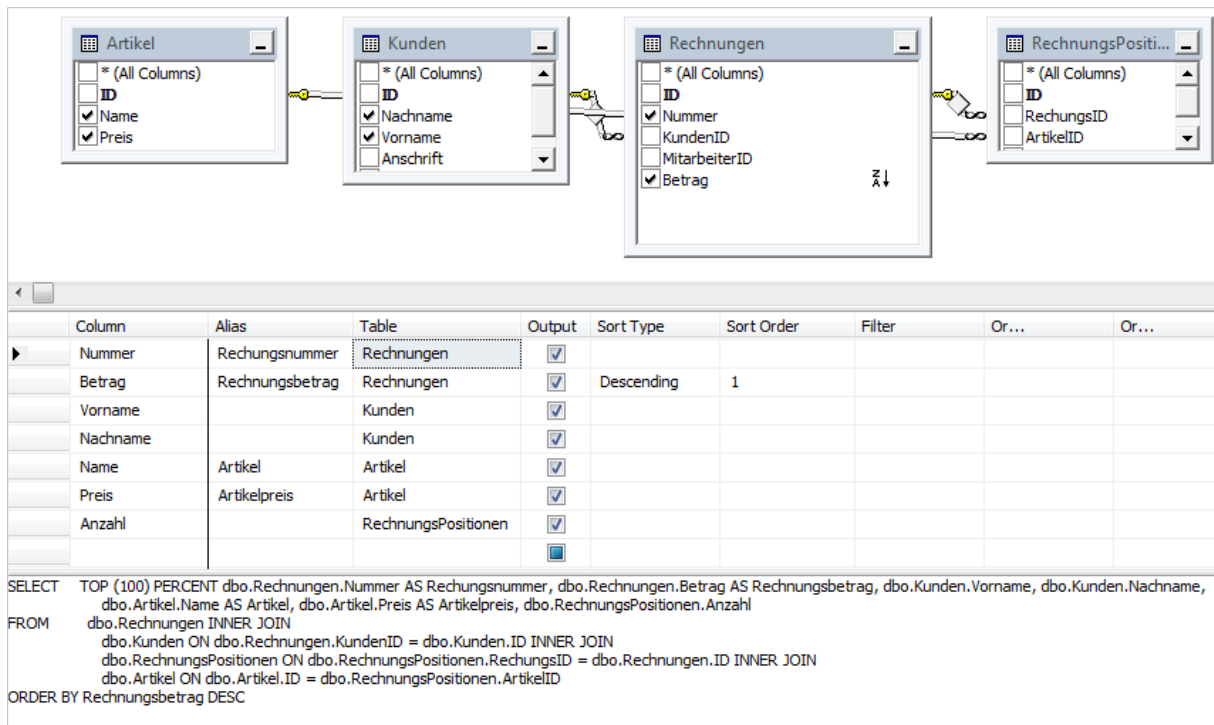 Artikel
* (All Columns)
ID
Name
Preis
Kunden
* (All Columns)
ID
Nachname
Vorname
Anschrift
Rechnungen
* (All Columns)
ID
Nummer
KundenID
MitarbeiterID
Betrag
RechnungsPositi...
* (All Columns)
ID
RechungsID
ArtikelID
Column Alias Table Output Sort Type Sort Order Filter Or... Or...
Nummer Rechungsnummer Rechnungen
Betrag Rechnungsbetrag Rechnungen Descending 1
Vorname Kunden
Nachname Kunden
Name Artikel Artikel
Preis Artikelpreis Artikel
Anzahl RechnungsPositionen
SELECT TOP (100) PERCENT dbo.Rechnungen.Nummer AS Rechungsnummer, dbo.Rechnungen.Betrag AS Rechnungsbetrag, dbo.Kunden.Vorname, dbo.Kunden.Nachname,
dbo.Artikel.Name AS Artikel, dbo.Artikel.Preis AS Artikelpreis, dbo.RechnungsPositionen.Anzahl
FROM dbo.Rechnungen INNER JOIN
dbo.Kunden ON dbo.Rechnungen.KundenID = dbo.Kunden.ID INNER JOIN
dbo.RechnungsPositionen ON dbo.RechnungsPositionen.RechungsID = dbo.Rechnungen.ID INNER JOIN
dbo.Artikel ON dbo.Artikel.ID = dbo.RechnungsPositionen.ArtikelID
ORDER BY Rechnungsbetrag DESC